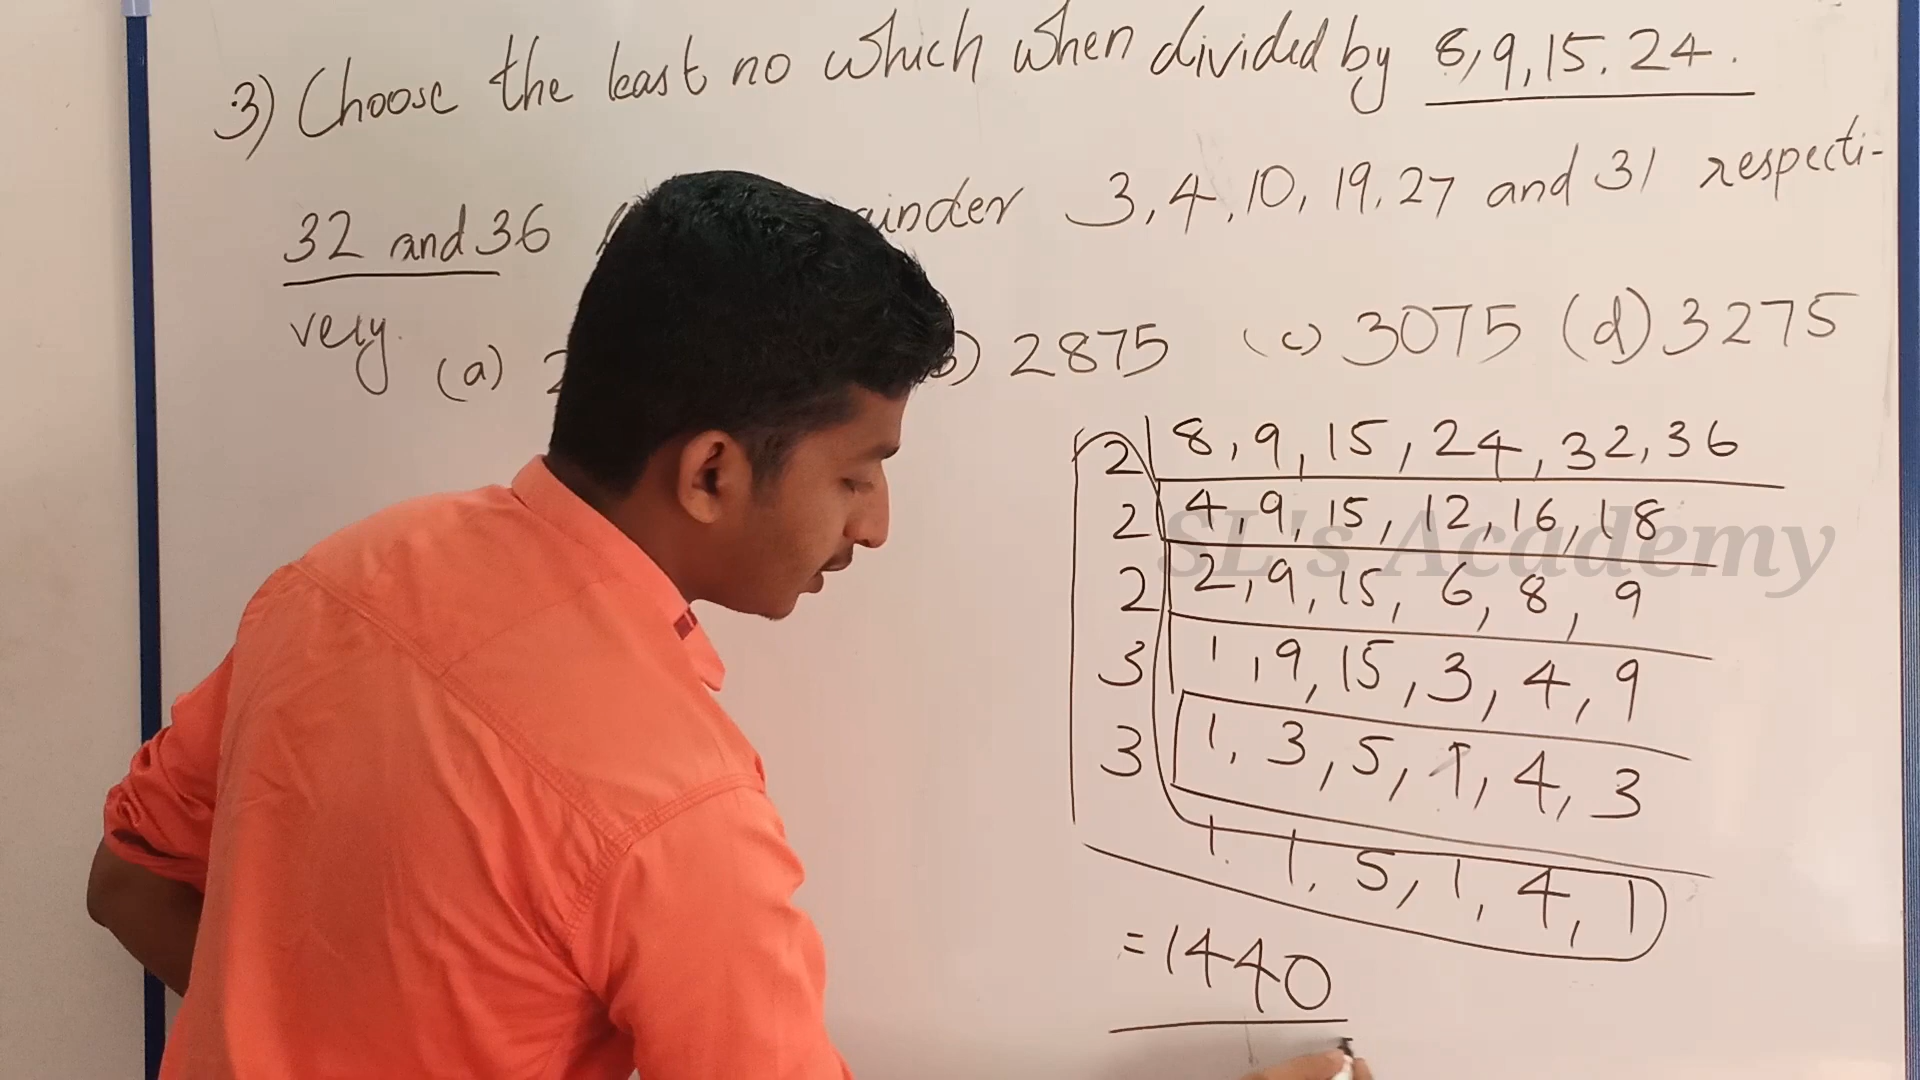 3) Choose the least no which when divided by 8,9,15.24.
32 and 36 3,4,10,19.27 and 31 respecti-
very. (a) 2875 (c) 3075 (d) 3275
2 8,9,15,24,32,36
2 4,9,15,12,16,18
SL's Academy
2 2,9,15,6,8,9
3 1,9,15,3,4,9
3 1,3,5,1,4,3
1.1,5,1,4,1
=1440